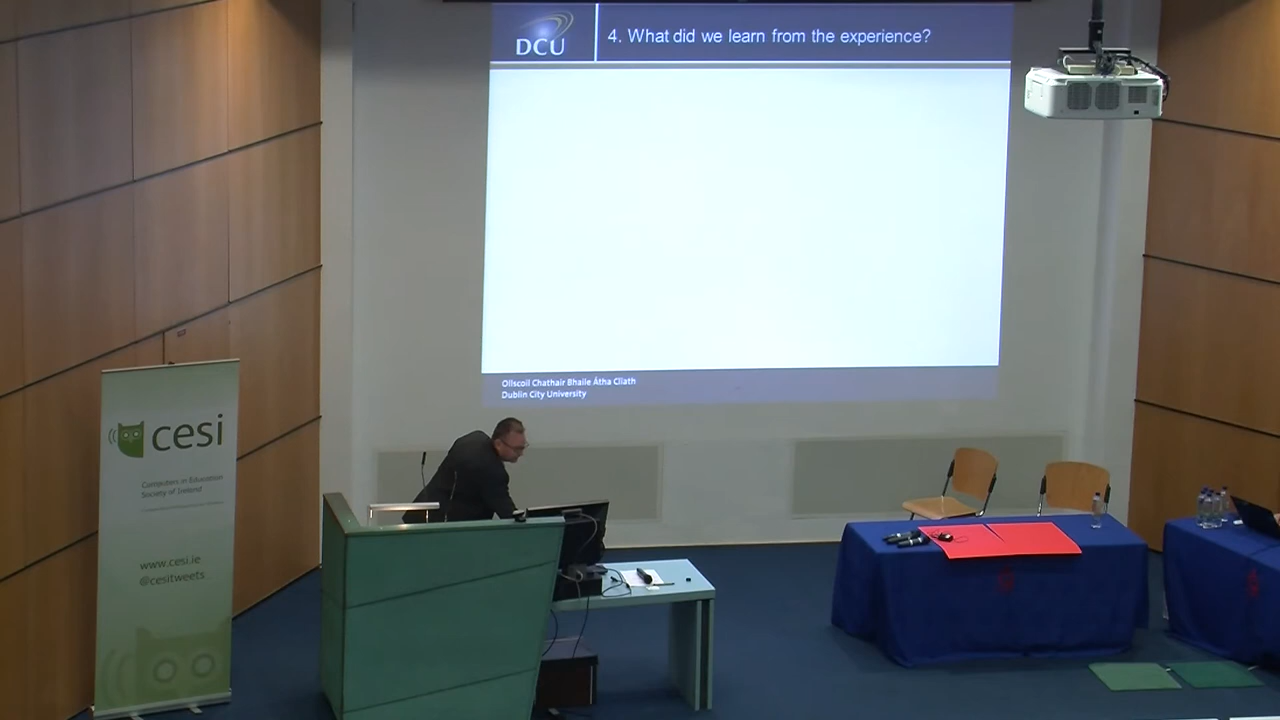 DCU
4. What did we learn from the experience?
Ollscoil Chathair Bhaile Átha Cliath
Dublin City University
cesi
Computers in Education
Society of Ireland
www.cesi.ie
@cesitweets